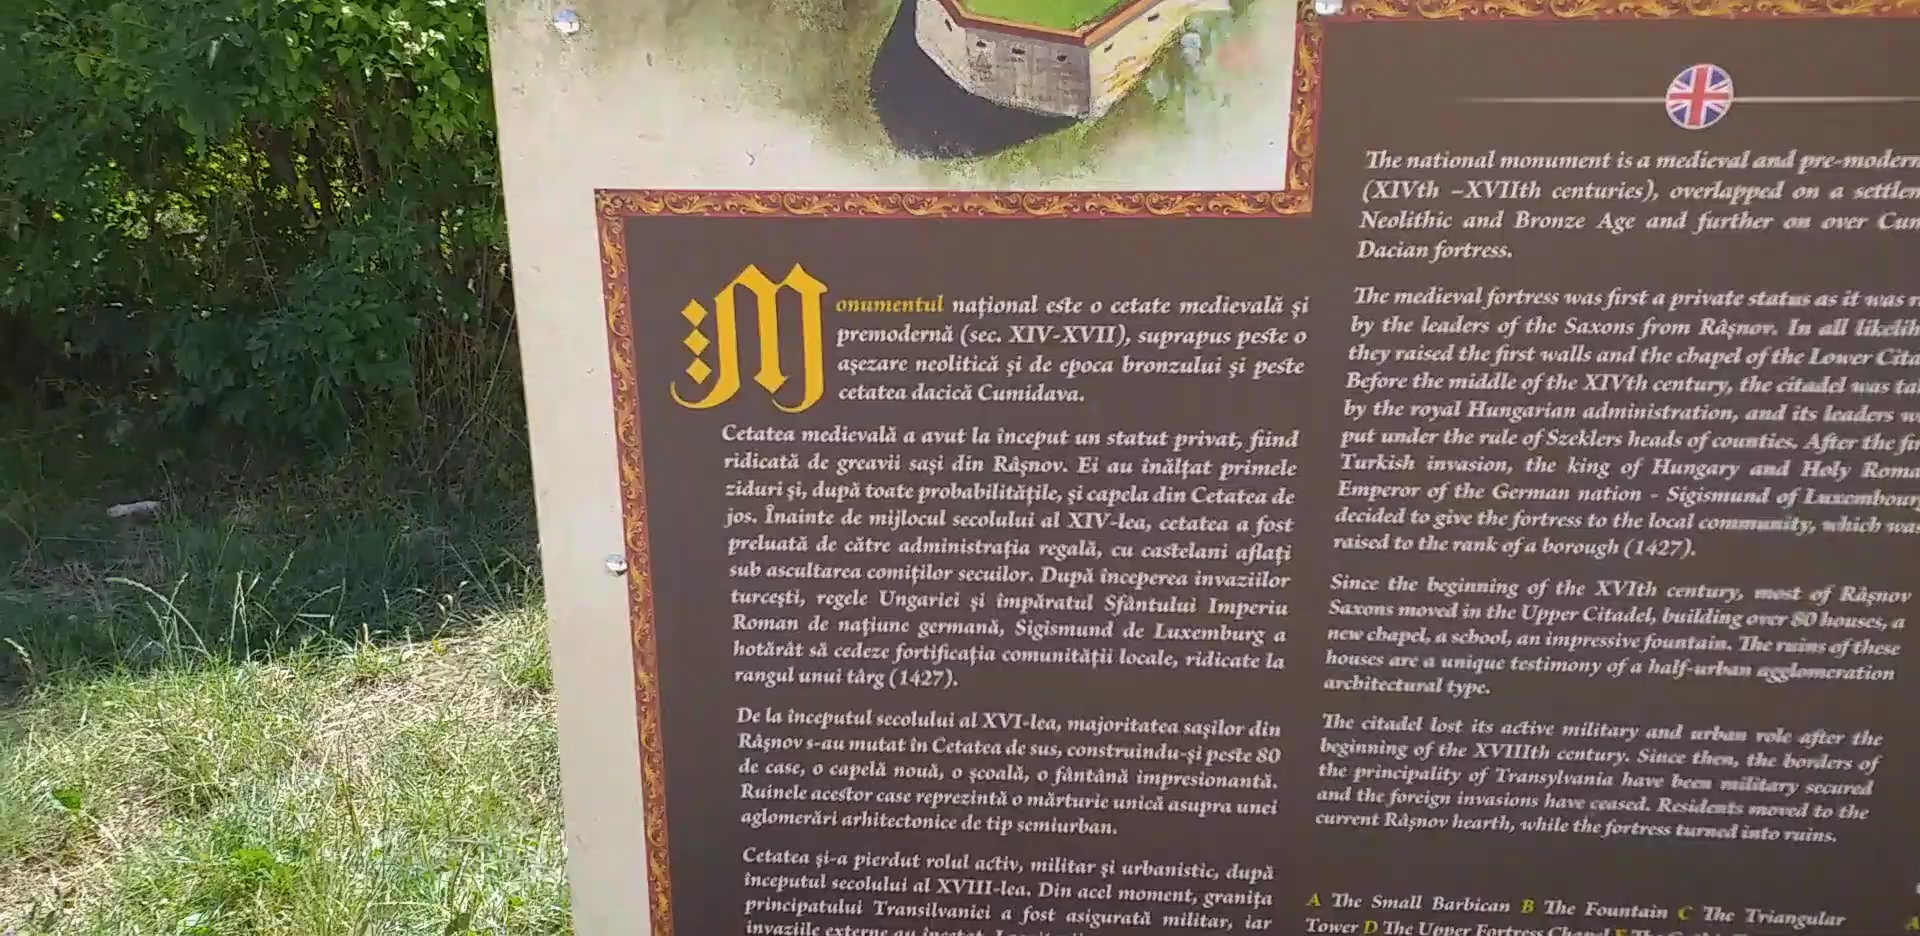 Monumentul național este o cetate medievală și
premodernă (sec. XIV-XVII), suprapus peste o
așezare neolitică și de epoca bronzului și peste
cetatea dacică Cumidava.
Cetatea medievală a avut la început un statut privat, fiind
ridicată de greavii sași din Râșnov. Ei au înălțat primele
ziduri și, după toate probabilitățile, și capela din Cetatea de
jos. Înainte de mijlocul secolului al XIV-lea, cetatea a fost
preluată de către administrația regală, cu castelani aflați
sub ascultarea comiților secuilor. După începerea invaziilor
turcești, regele Ungariei și împăratul Sfântului Imperiu
Roman de națiune germană, Sigismund de Luxemburg a
hotărât să cedeze fortificația comunității locale, ridicate la
rangul unui târg (1427).
De la începutul secolului al XVI-lea, majoritatea sașilor din
Râșnov s-au mutat în Cetatea de sus, construindu-și peste 80
de case, o capelă nouă, o școală, o fântână impresionantă.
Ruinele acestor case reprezintă o mărturie unică asupra unei
aglomerări arhitectonice de tip semiurban.
Cetatea și-a pierdut rolul activ, militar și urbanistic, după
începutul secolului al XVIII-lea. Din acel moment, granița
principatului Transilvaniei a fost asigurată militar, iar
invaziile externe au încetat.
The national monument is a medieval and pre-modern
(XIVth –XVIIth centuries), overlapped on a
Neolithic and Bronze Age and further on over
Dacian fortress.
The medieval fortress was first a private status as it was
by the leaders of the Saxons from Râșnov. In all
they raised the first walls and the chapel of the Lower
Before the middle of the XIVth century, the citadel was
by the royal Hungarian administration, and its leaders
put under the rule of Szeklers heads of counties. After the
Turkish invasion, the king of Hungary and Holy
Emperor of the German nation - Sigismund of
decided to give the fortress to the local community, which was
raised to the rank of a borough (1427).
Since the beginning of the XVIth century, most of Râșnov
Saxons moved in the Upper Citadel, building over 80 houses, a
new chapel, a school, an impressive fountain. The ruins of these
houses are a unique testimony of a half-urban agglomeration
architectural type.
The citadel lost its active military and urban role after the
beginning of the XVIIIth century. Since then, the borders of
the principality of Transylvania have been military secured
and the foreign invasions have ceased. Residents moved to the
current Râșnov hearth, while the fortress turned into ruins.
A The Small Barbican B The Fountain C The Triangular
Tower D The Upper Fortress Chapel